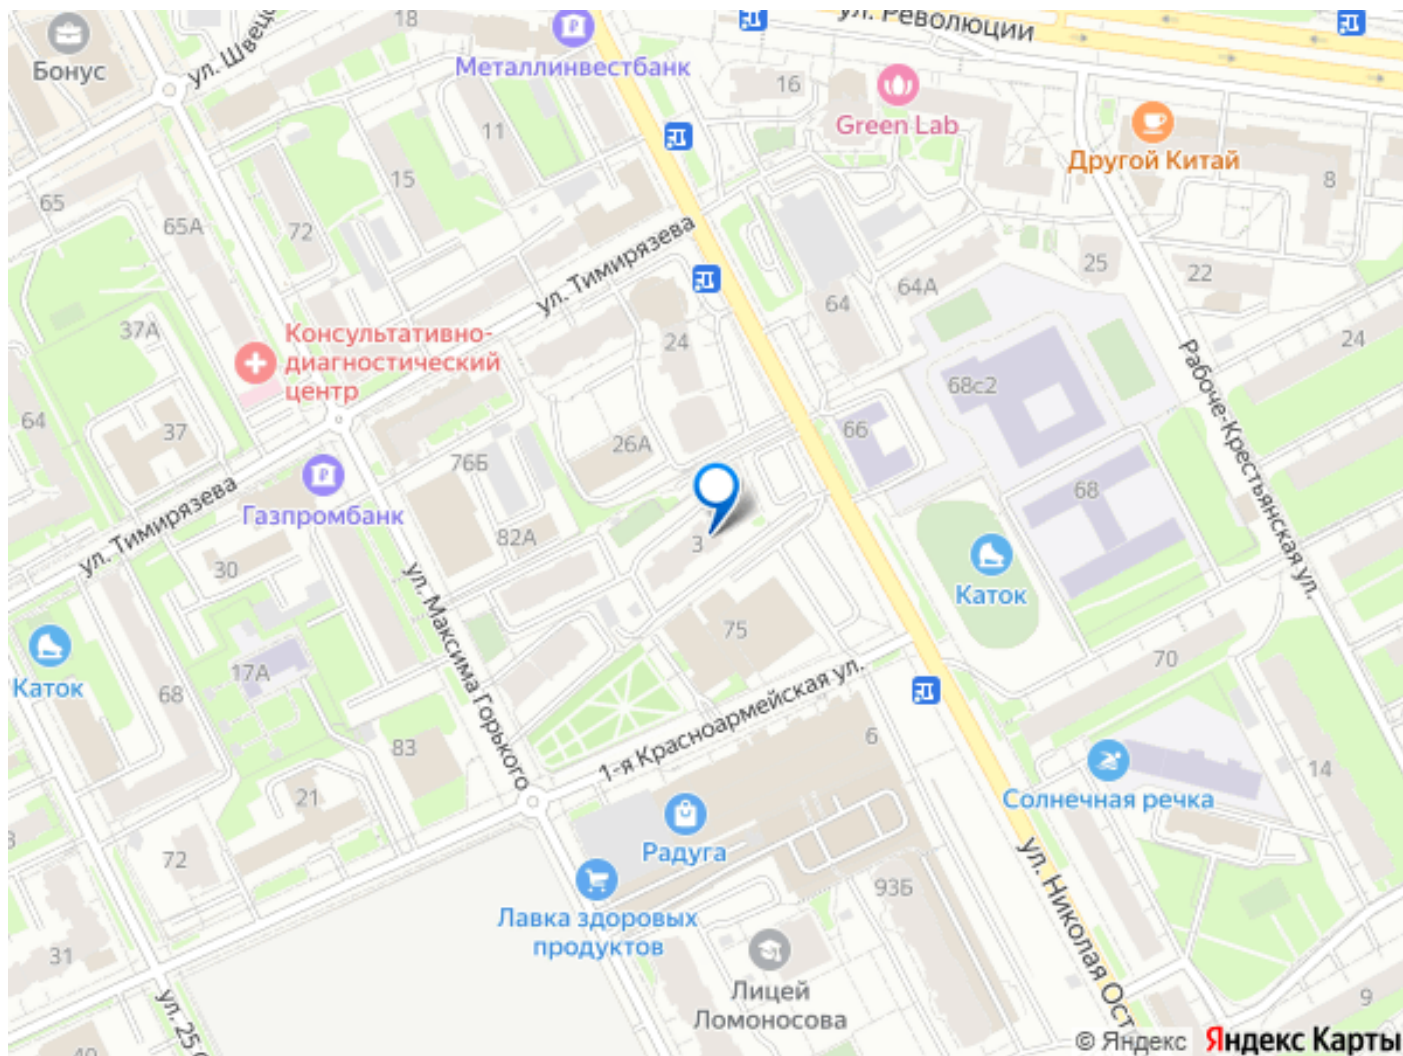 18
ул. Революции
Бонус
Металлинвестбанк
16
Green Lab
Другой Китай
11
15
8
65
65А
72
ул. Тимирязева
25
22
64А
64
37А
Консультативно-
диагностический
центр
24
24
68с2
Рабоче-Крестьянская ул.
64
37
66
26А
76Б
68
ул. Тимирязева
Газпромбанк
82А
3
30
Каток
ул. Максима Горького
75
70
17А
Каток
68
1-я Красноармейская ул.
6
83
14
21
Солнечная речка
Радуга
72
ул. Николая Ост
93Б
Лавка здоровых
продуктов
31
Лицей
Ломоносова
9
ул. 25
© Яндекс Яндекс Карты